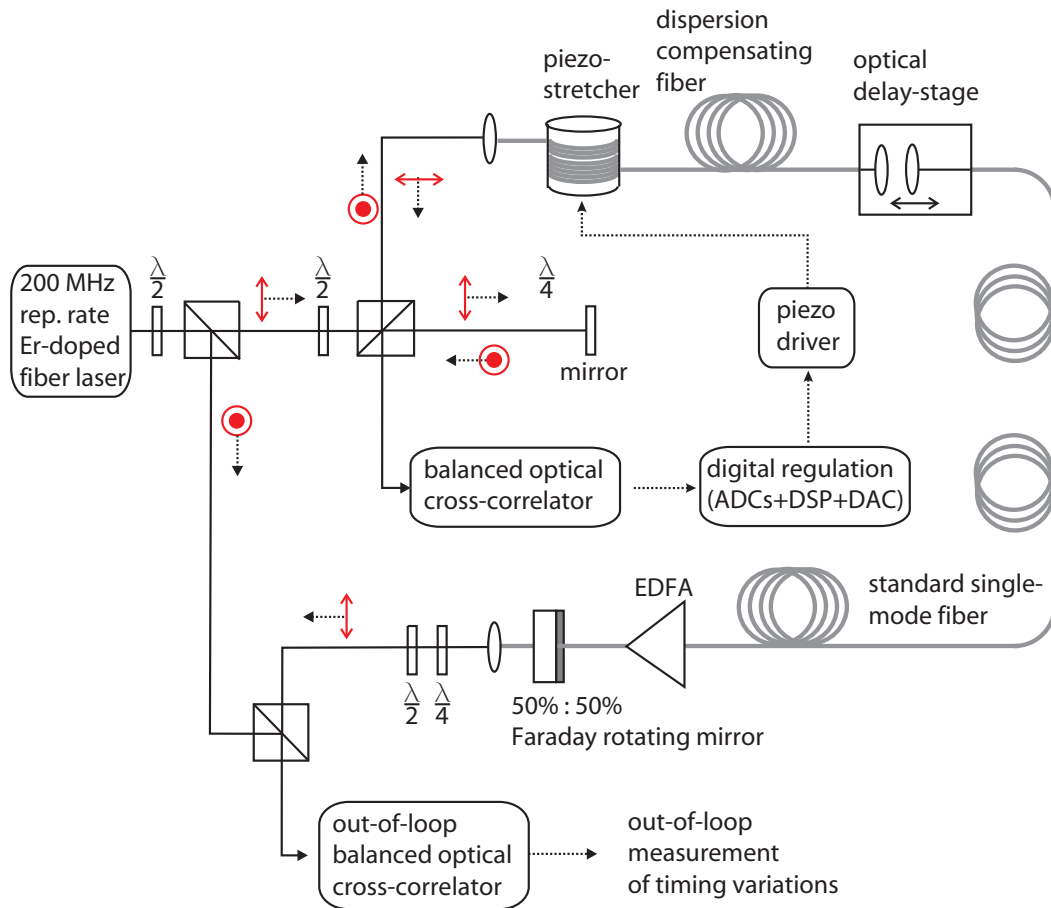 dispersion
compensating
fiber
piezo-
stretcher
optical
delay-stage
200 MHz
rep. rate
Er-doped
fiber laser
λ
2
λ
2
λ
4
mirror
piezo
driver
balanced optical
cross-correlator
digital regulation
(ADCs+DSP+DAC)
EDFA
standard single-
mode fiber
λ
2
λ
4
50% : 50%
Faraday rotating mirror
out-of-loop
balanced optical
cross-correlator
out-of-loop
measurement
of timing variations